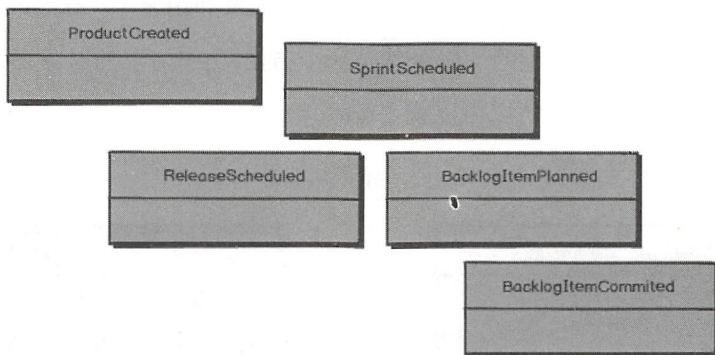 ProductCreated
SprintScheduled
ReleaseScheduled
BacklogItemPlanned
BacklogItemCommited